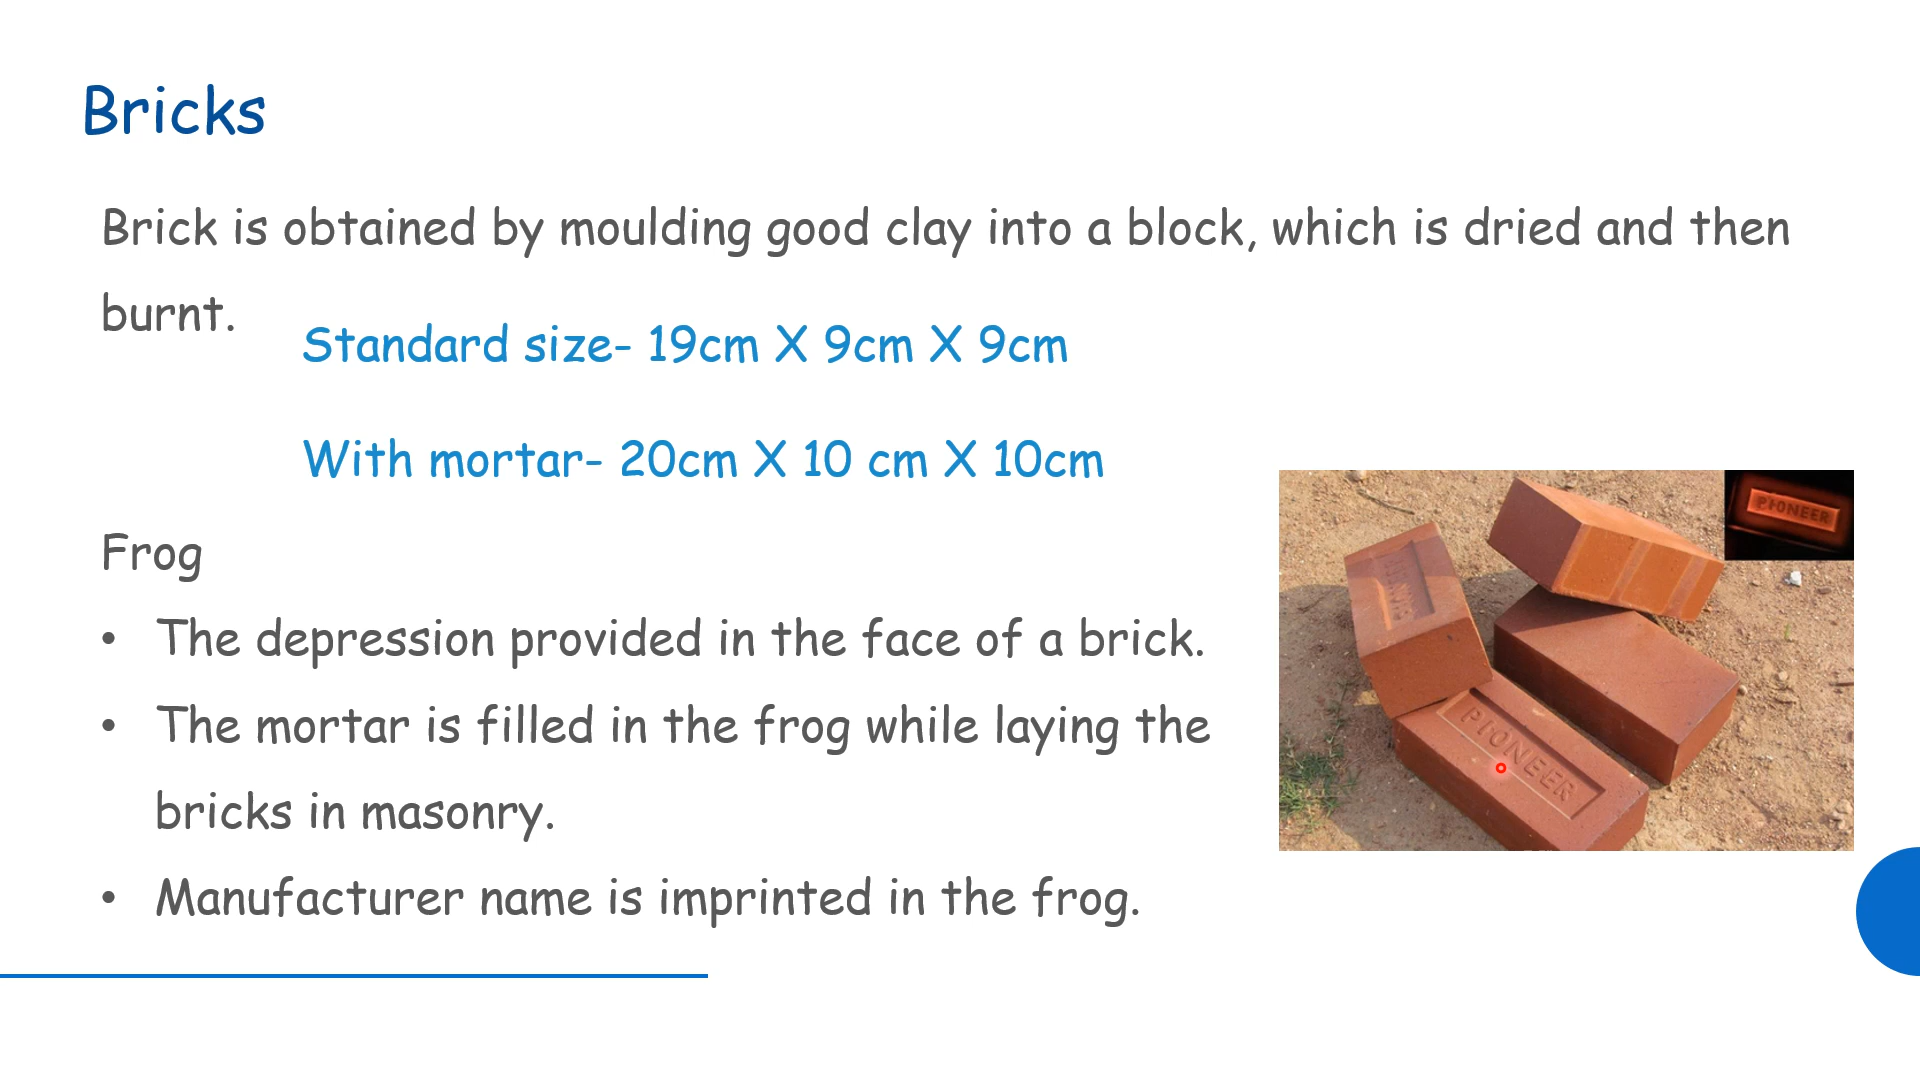 Bricks
Brick is obtained by moulding good clay into a block, which is dried and then
burnt.
Standard size- 19cm X 9cm X 9cm
With mortar- 20cm X 10 cm X 10cm
Frog
• The depression provided in the face of a brick.
• The mortar is filled in the frog while laying the
bricks in masonry.
• Manufacturer name is imprinted in the frog.
PIONEER
PIONEER